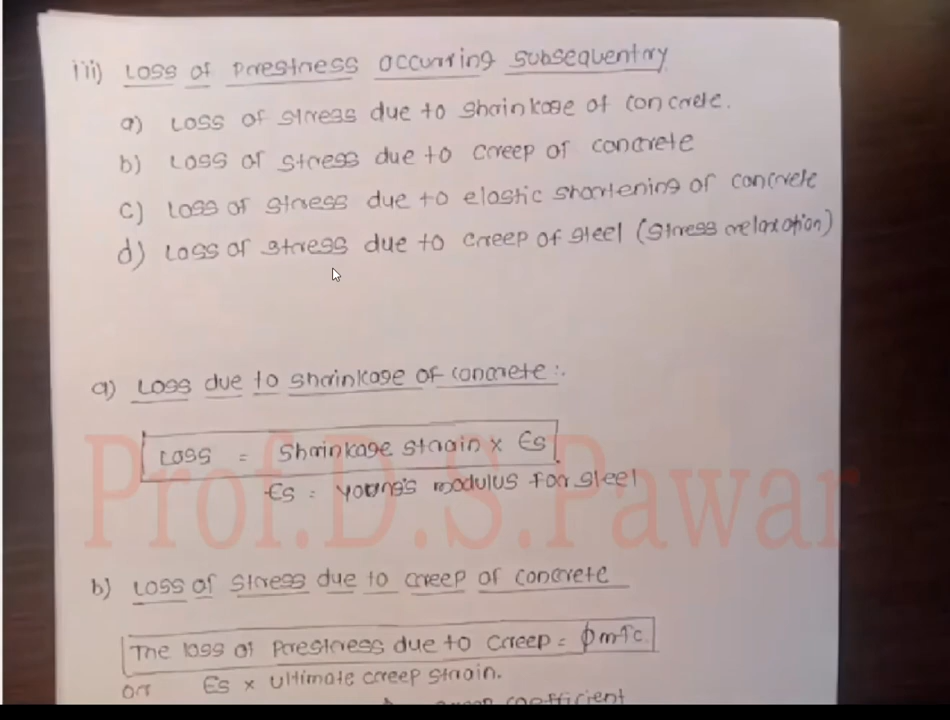 iii) Loss of Prestress occurring subsequentry
a) Loss of stress due to shrinkage of concrete.
b) Loss of stress due to creep of concrete
c) Loss of stress due to elastic shortening of concrete
d) Loss of stress due to creep of steel (stress relaxation)
a) Loss due to shrinkage of concrete :.
Loss = Shrinkage strain × Es
Es = young's modulus for steel
Prof.D.S.Pawar
b) Loss of stress due to creep of concrete
The loss of Prestress due to creep = ϕmfc
or Es × ultimate creep strain.
coefficient